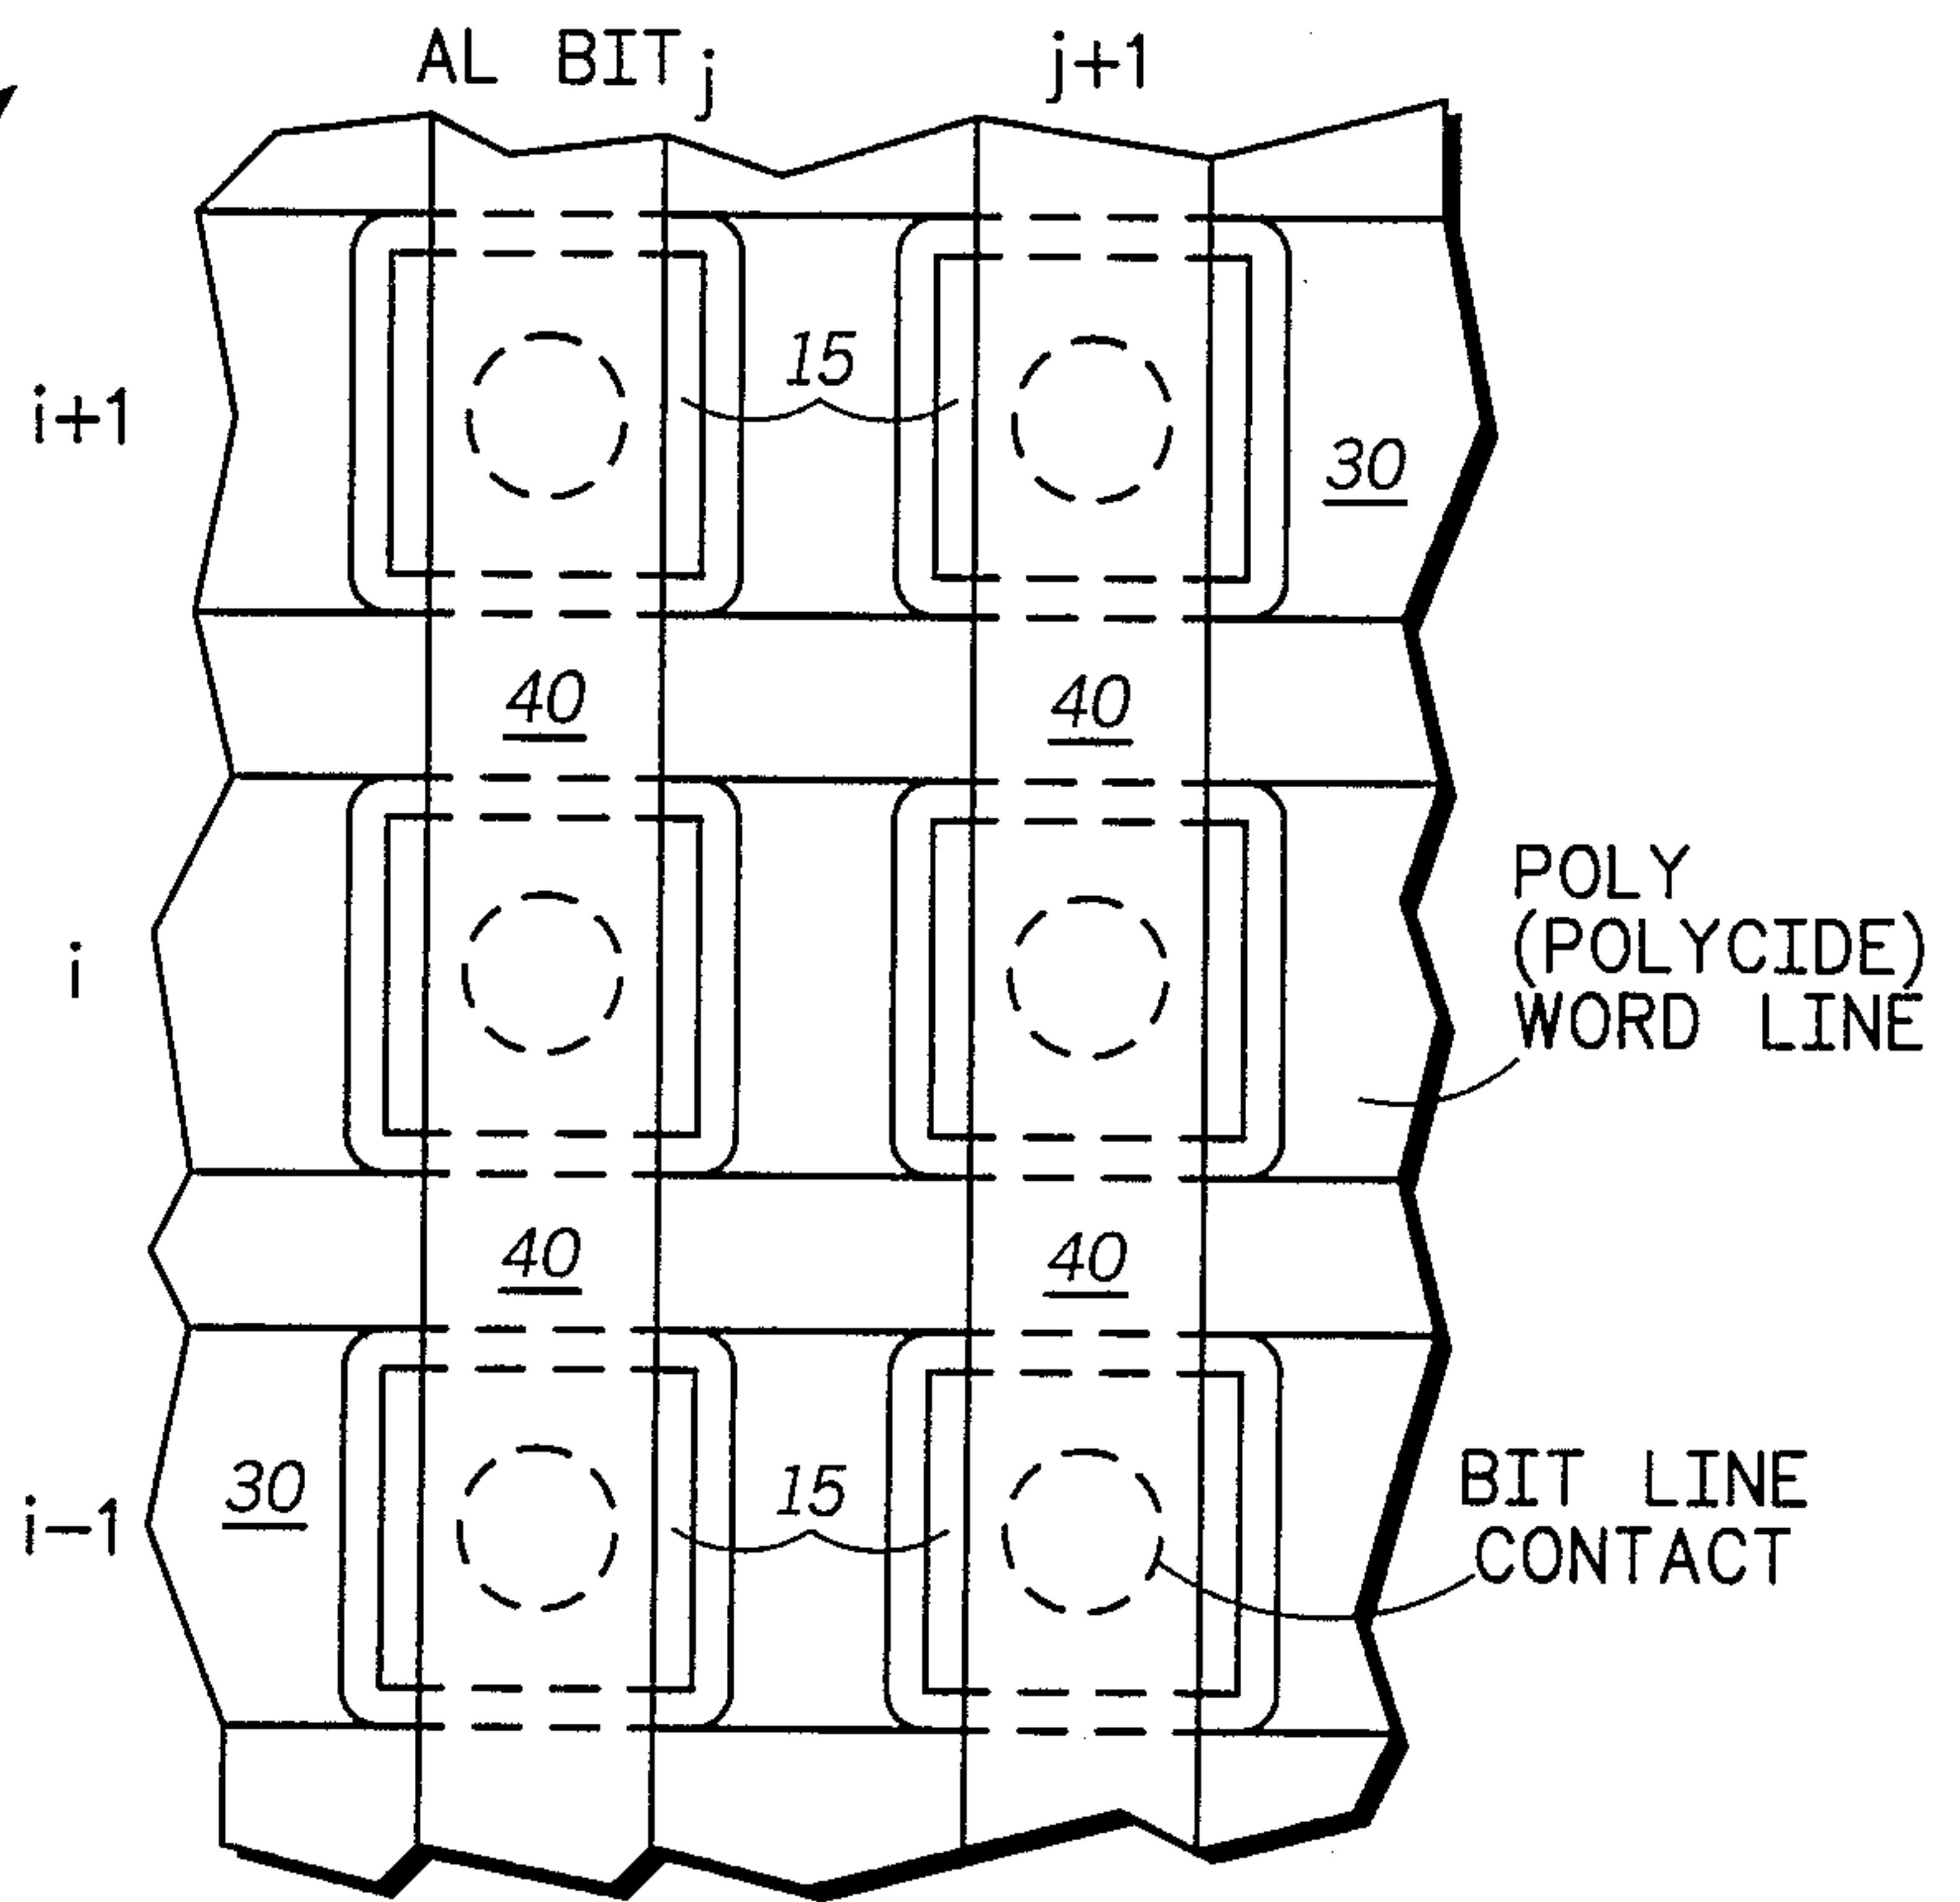 AL BITj j+1
15
i+1
30
40 40
POLY
(POLYCIDE)
WORD LINE
i
40 40
BIT LINE
CONTACT
30 15
i-1